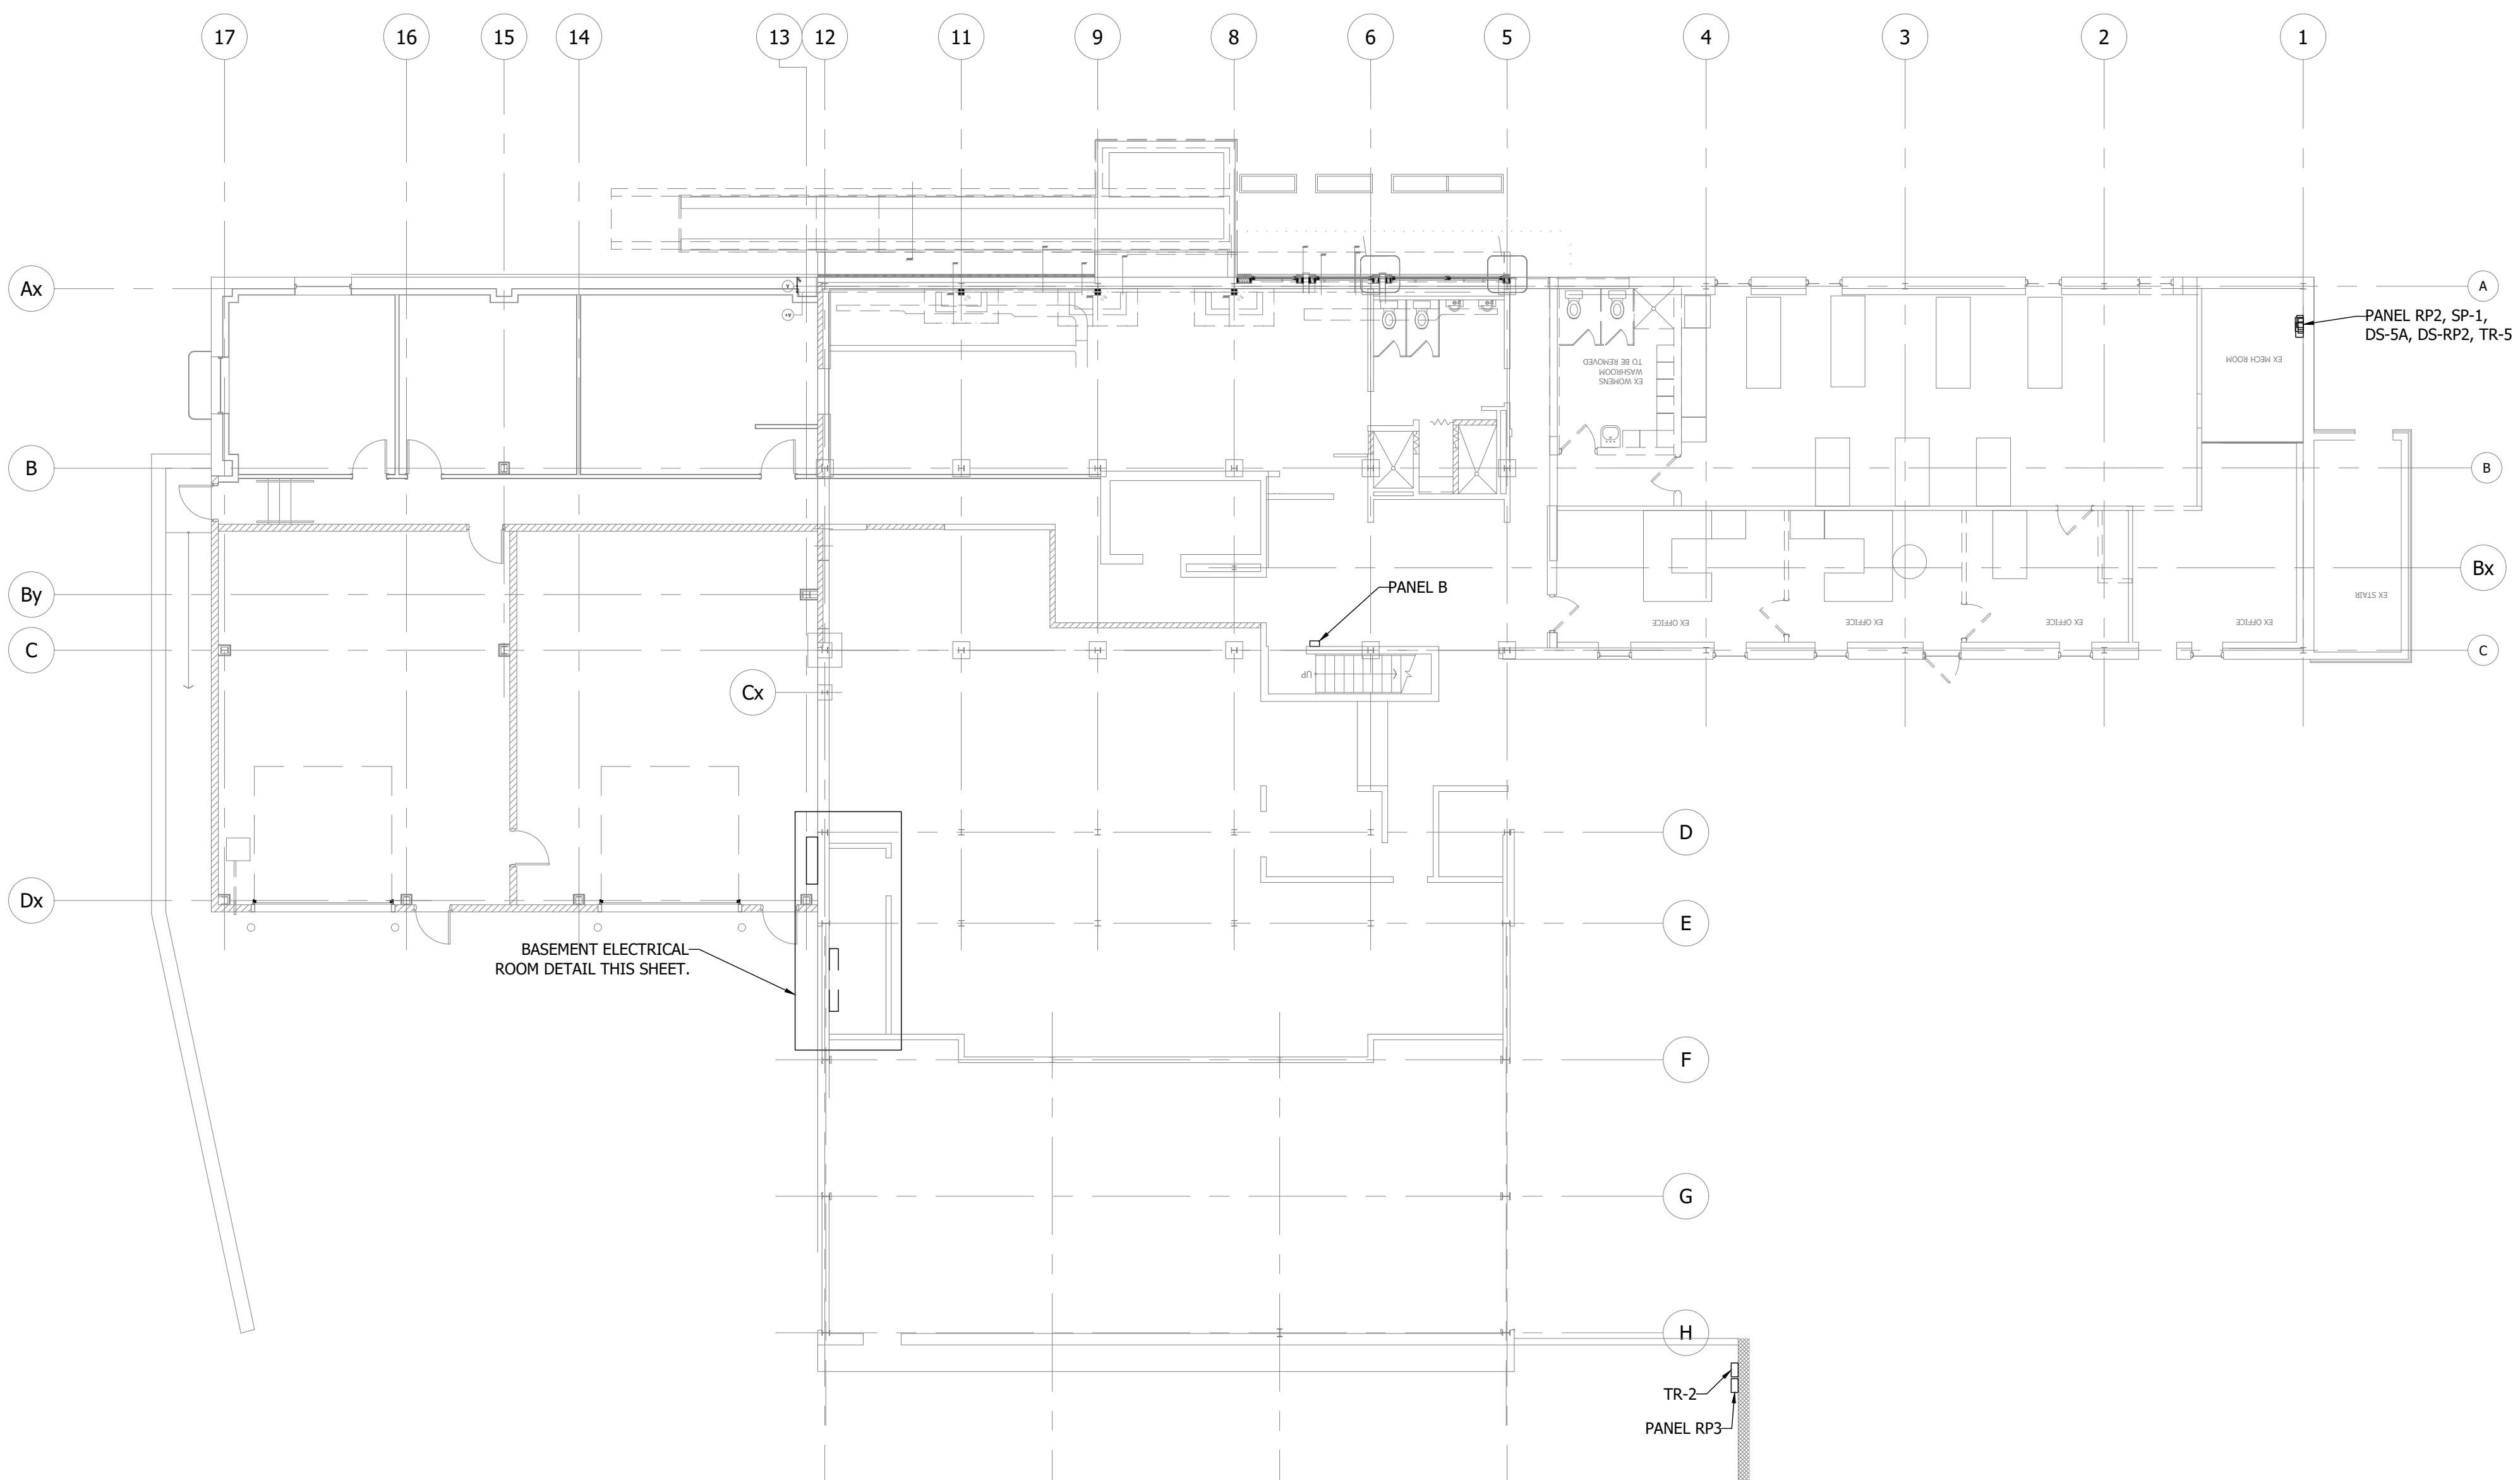 17
16
15
14
13
12
11
9
8
6
5
4
3
2
1
Ax
A
PANEL RP2, SP-1,
DS-5A, DS-RP2, TR-5
EX MECH ROOM
EX WOMENS
WASHROOM
TO BE REMOVED
B
B
By
Bx
PANEL B
EX STAIR
EX OFFICE
EX OFFICE
EX OFFICE
EX OFFICE
C
C
UP
Cx
D
Dx
E
BASEMENT ELECTRICAL
ROOM DETAIL THIS SHEET.
F
G
H
TR-2
PANEL RP3